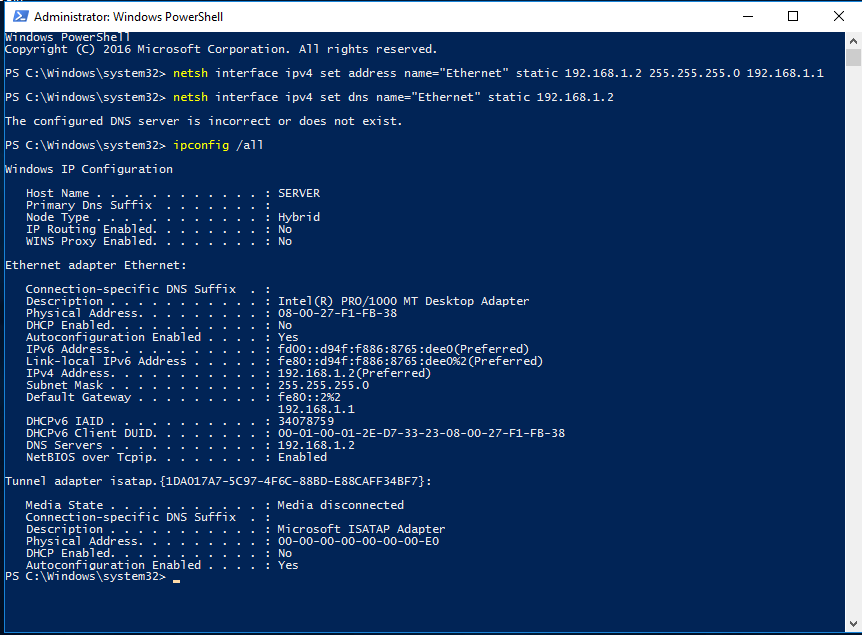 Administrator: Windows PowerShell
Windows PowerShell
Copyright (C) 2016 Microsoft Corporation. All rights reserved.
PS C:\Windows\system32> netsh interface ipv4 set address name="Ethernet" static 192.168.1.2 255.255.255.0 192.168.1.1
PS C:\Windows\system32> netsh interface ipv4 set dns name="Ethernet" static 192.168.1.2
The configured DNS server is incorrect or does not exist.
PS C:\Windows\system32> ipconfig /all
Windows IP Configuration
Host Name . . . . . . . . . . . . : SERVER
Primary Dns Suffix  . . . . . . . :
Node Type . . . . . . . . . . . . : Hybrid
IP Routing Enabled. . . . . . . . : No
WINS Proxy Enabled. . . . . . . . : No
Ethernet adapter Ethernet:
Connection-specific DNS Suffix  . :
Description . . . . . . . . . . . : Intel(R) PRO/1000 MT Desktop Adapter
Physical Address. . . . . . . . . : 08-00-27-F1-FB-38
DHCP Enabled. . . . . . . . . . . : No
Autoconfiguration Enabled . . . . : Yes
IPv6 Address. . . . . . . . . . . : fd00::d94f:f886:8765:dee0(Preferred)
Link-local IPv6 Address . . . . . : fe80::d94f:f886:8765:dee0%2(Preferred)
IPv4 Address. . . . . . . . . . . : 192.168.1.2(Preferred)
Subnet Mask . . . . . . . . . . . : 255.255.255.0
Default Gateway . . . . . . . . . : fe80::2%2
192.168.1.1
DHCPv6 IAID . . . . . . . . . . . : 34078759
DHCPv6 Client DUID. . . . . . . . : 00-01-00-01-2E-D7-33-23-08-00-27-F1-FB-38
DNS Servers . . . . . . . . . . . : 192.168.1.2
NetBIOS over Tcpip. . . . . . . . : Enabled
Tunnel adapter isatap.{1DA017A7-5C97-4F6C-88BD-E88CAFF34BF7}:
Media State . . . . . . . . . . . : Media disconnected
Connection-specific DNS Suffix  . :
Description . . . . . . . . . . . : Microsoft ISATAP Adapter
Physical Address. . . . . . . . . : 00-00-00-00-00-00-00-E0
DHCP Enabled. . . . . . . . . . . : No
Autoconfiguration Enabled . . . . : Yes
PS C:\Windows\system32>